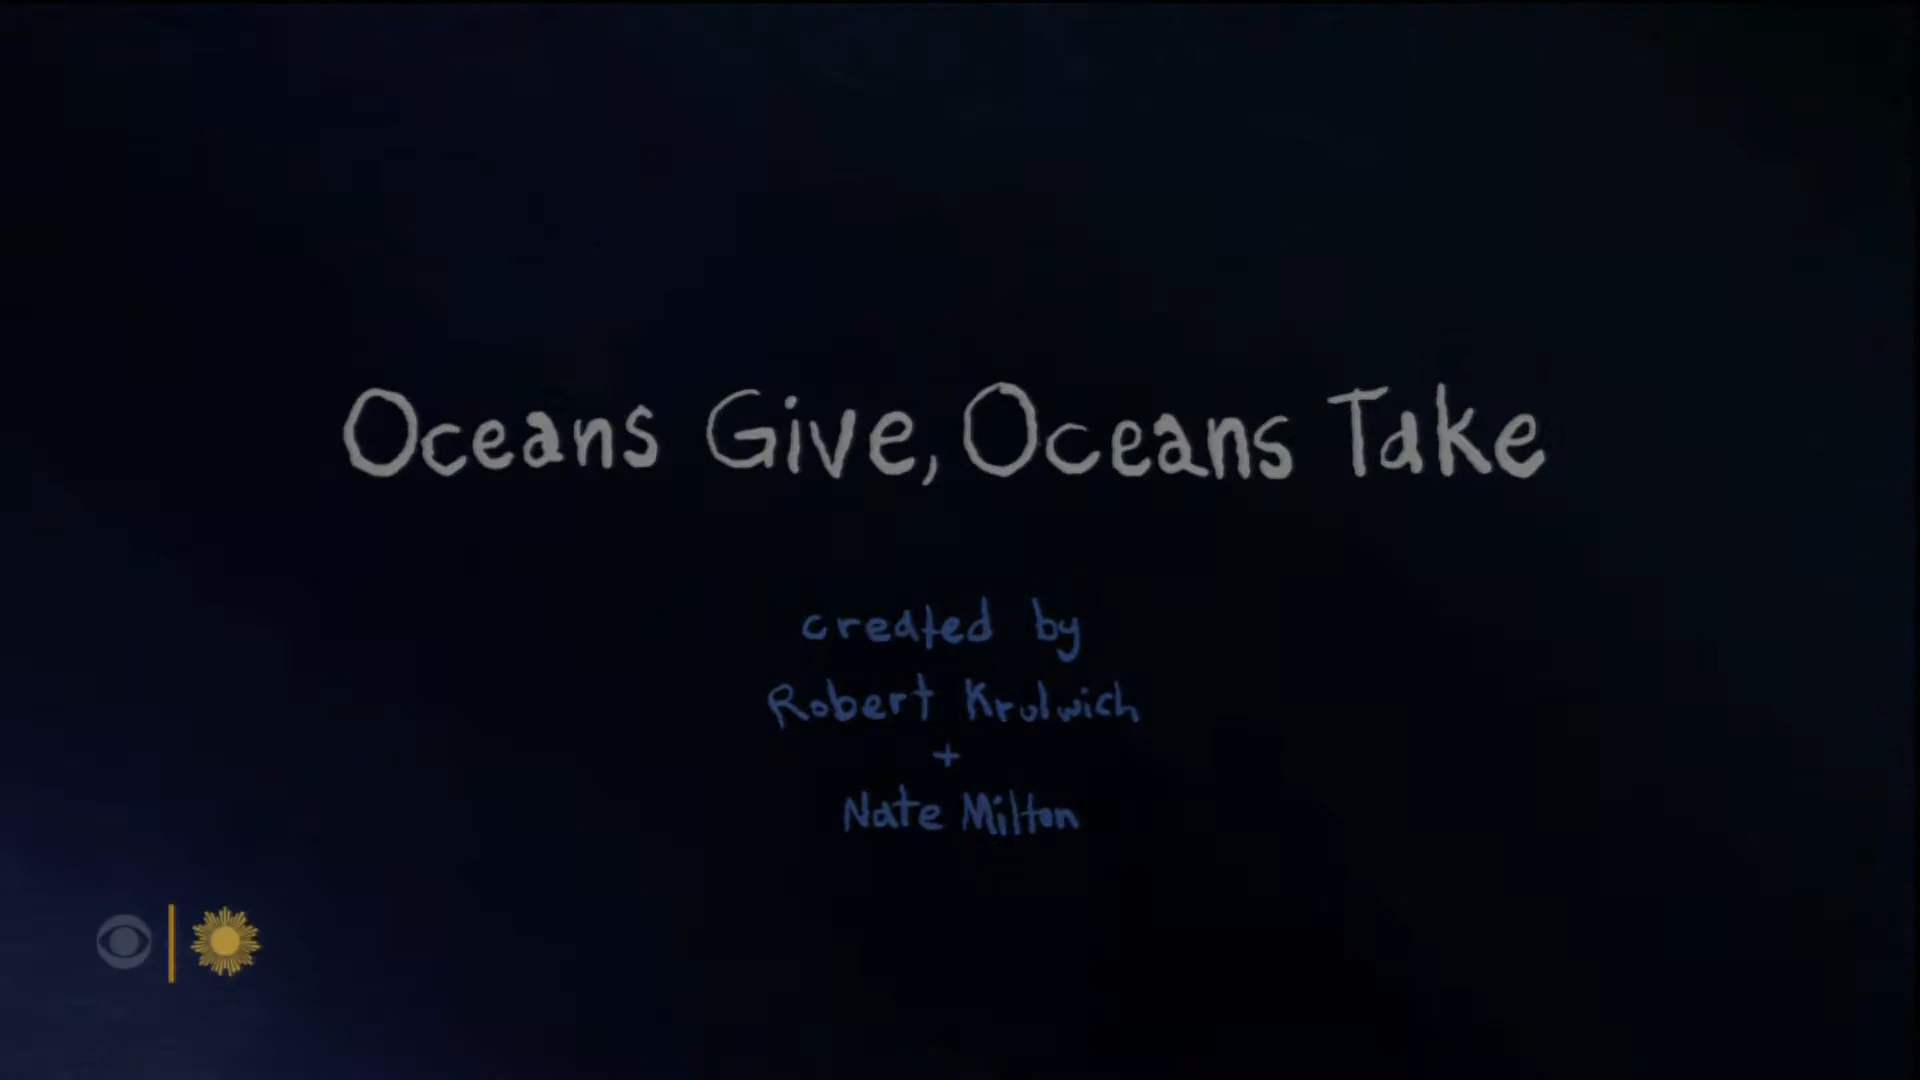 Oceans Give, Oceans Take
created by
Robert Krulwich
+
Nate Milton